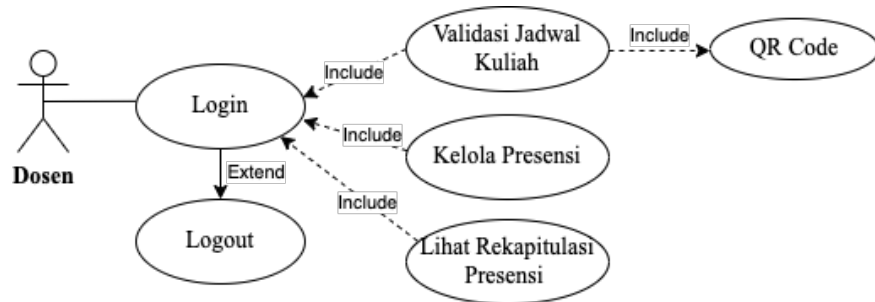 Validasi Jadwal
Kuliah
Include
QR Code
Include
Login
Include
Kelola Presensi
Dosen
Extend
Include
Logout
Lihat Rekapitulasi
Presensi